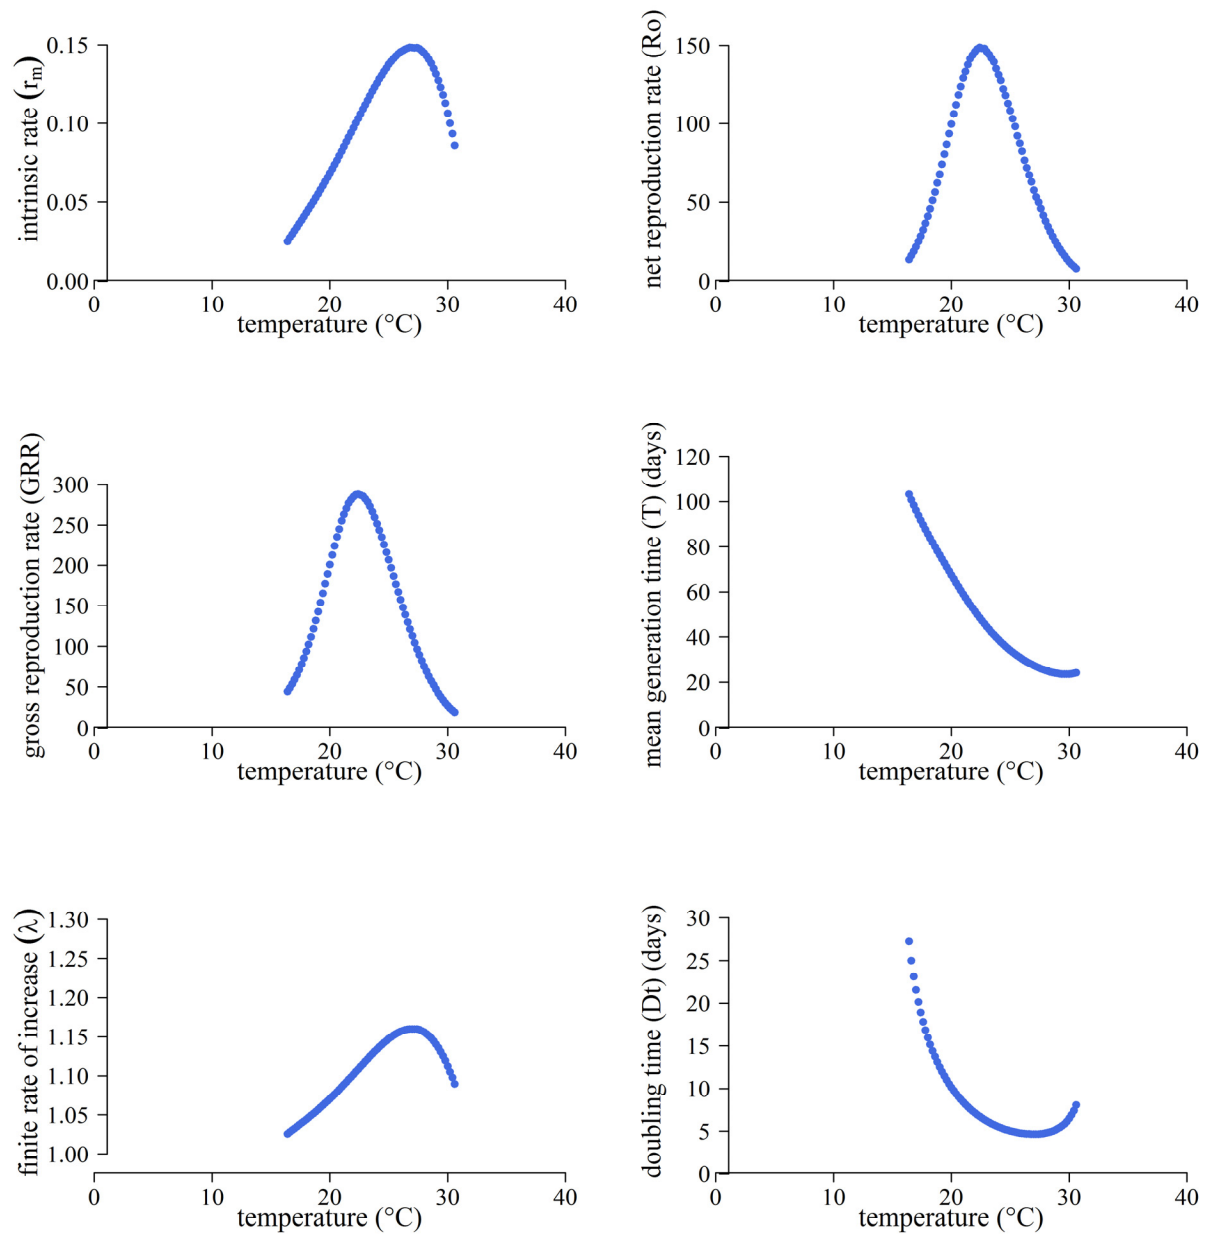 intrinsic rate (rm)
0.15
0.10
0.05
0.00
0 10 20 30 40
temperature (°C)
net reproduction rate (Ro)
150
100
50
0
0 10 20 30 40
temperature (°C)
gross reproduction rate (GRR)
300
250
200
150
100
50
0
0 10 20 30 40
temperature (°C)
mean generation time (T) (days)
120
100
80
60
40
20
0
0 10 20 30 40
temperature (°C)
finite rate of increase (λ)
1.30
1.25
1.20
1.15
1.10
1.05
1.00
0 10 20 30 40
temperature (°C)
doubling time (Dt) (days)
30
25
20
15
10
5
0
0 10 20 30 40
temperature (°C)